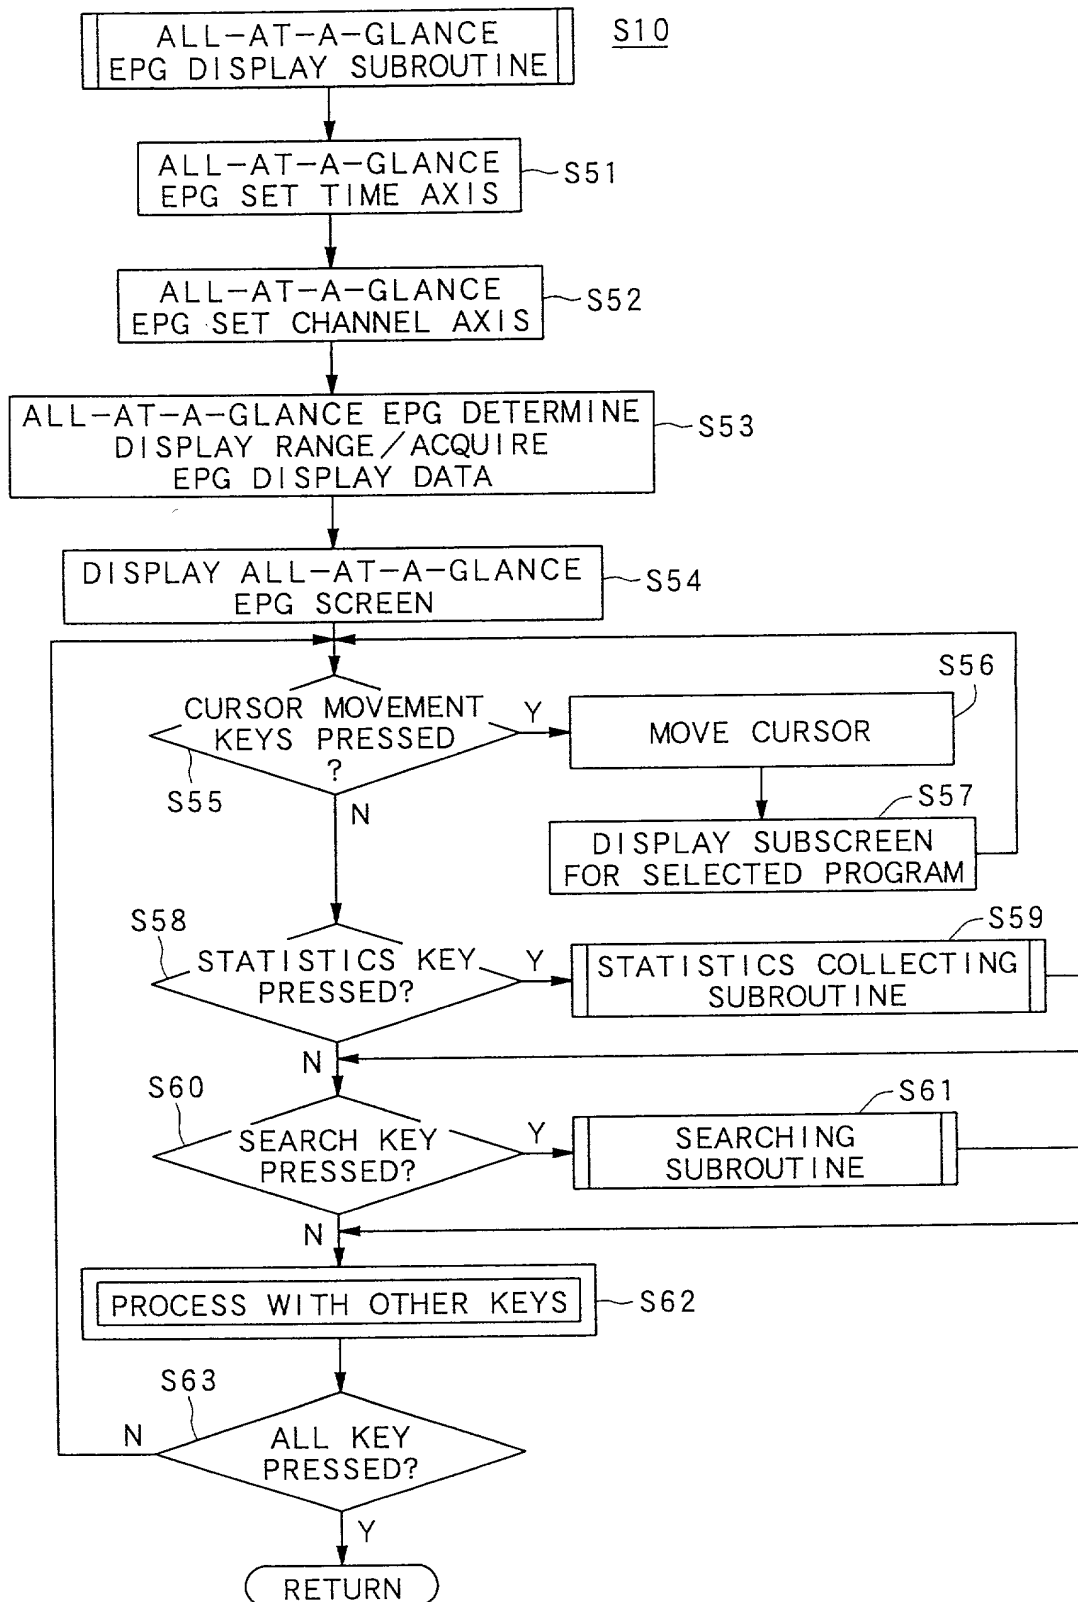 ALL-AT-A-GLANCE
EPG DISPLAY SUBROUTINE
S10
ALL-AT-A-GLANCE
EPG SET TIME AXIS
S51
ALL-AT-A-GLANCE
EPG SET CHANNEL AXIS
S52
ALL-AT-A-GLANCE EPG DETERMINE
DISPLAY RANGE/ACQUIRE
EPG DISPLAY DATA
S53
DISPLAY ALL-AT-A-GLANCE
EPG SCREEN
S54
CURSOR MOVEMENT
KEYS PRESSED
?
S55
Y
N
S56
MOVE CURSOR
S57
DISPLAY SUBSCREEN
FOR SELECTED PROGRAM
S58
STATISTICS KEY
PRESSED?
Y
N
S59
STATISTICS COLLECTING
SUBROUTINE
S60
SEARCH KEY
PRESSED?
Y
N
S61
SEARCHING
SUBROUTINE
PROCESS WITH OTHER KEYS
S62
S63
N
ALL KEY
PRESSED?
Y
RETURN